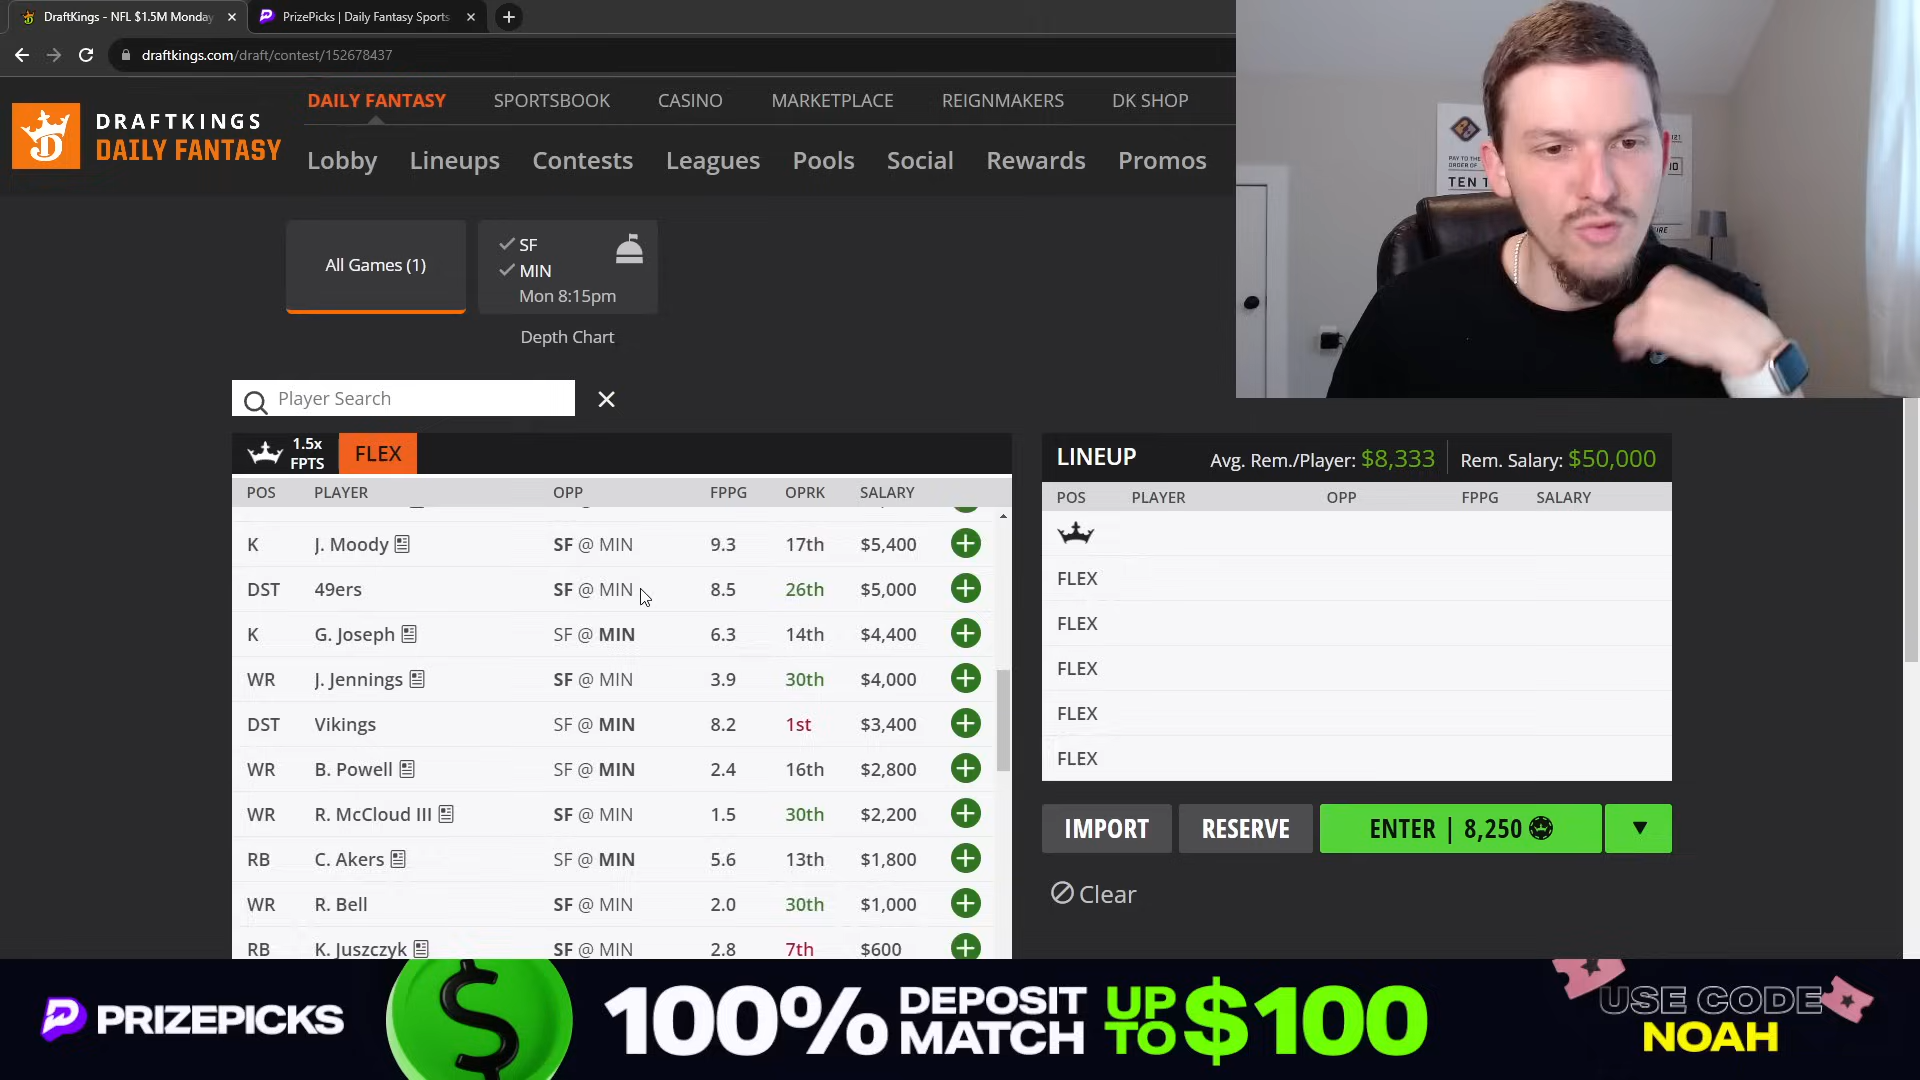 DraftKings - NFL $1.5M Monday
PrizePicks | Daily Fantasy Sports
draftkings.com/draft/contest/152678437
DAILY FANTASY SPORTSBOOK CASINO MARKETPLACE REIGNMAKERS DK SHOP
DRAFTKINGS
DAILY FANTASY
Lobby Lineups Contests Leagues Pools Social Rewards Promos
All Games (1)
SF
MIN
Mon 8:15pm
Depth Chart
Player Search
1.5x
FPTS
FLEX
POS PLAYER OPP FPPG OPRK SALARY
K J. Moody SF @ MIN 9.3 17th $5,400
DST 49ers SF @ MIN 8.5 26th $5,000
K G. Joseph SF @ MIN 6.3 14th $4,400
WR J. Jennings SF @ MIN 3.9 30th $4,000
DST Vikings SF @ MIN 8.2 1st $3,400
WR B. Powell SF @ MIN 2.4 16th $2,800
WR R. McCloud III SF @ MIN 1.5 30th $2,200
RB C. Akers SF @ MIN 5.6 13th $1,800
WR R. Bell SF @ MIN 2.0 30th $1,000
RB K. Juszczyk SF @ MIN 2.8 7th $600
LINEUP Avg. Rem./Player: $8,333 Rem. Salary: $50,000
POS PLAYER OPP FPPG SALARY
FLEX
FLEX
FLEX
FLEX
FLEX
IMPORT RESERVE ENTER | 8,250
Clear
PRIZEPICKS
100% DEPOSIT MATCH UP TO $100
USE CODE
NOAH